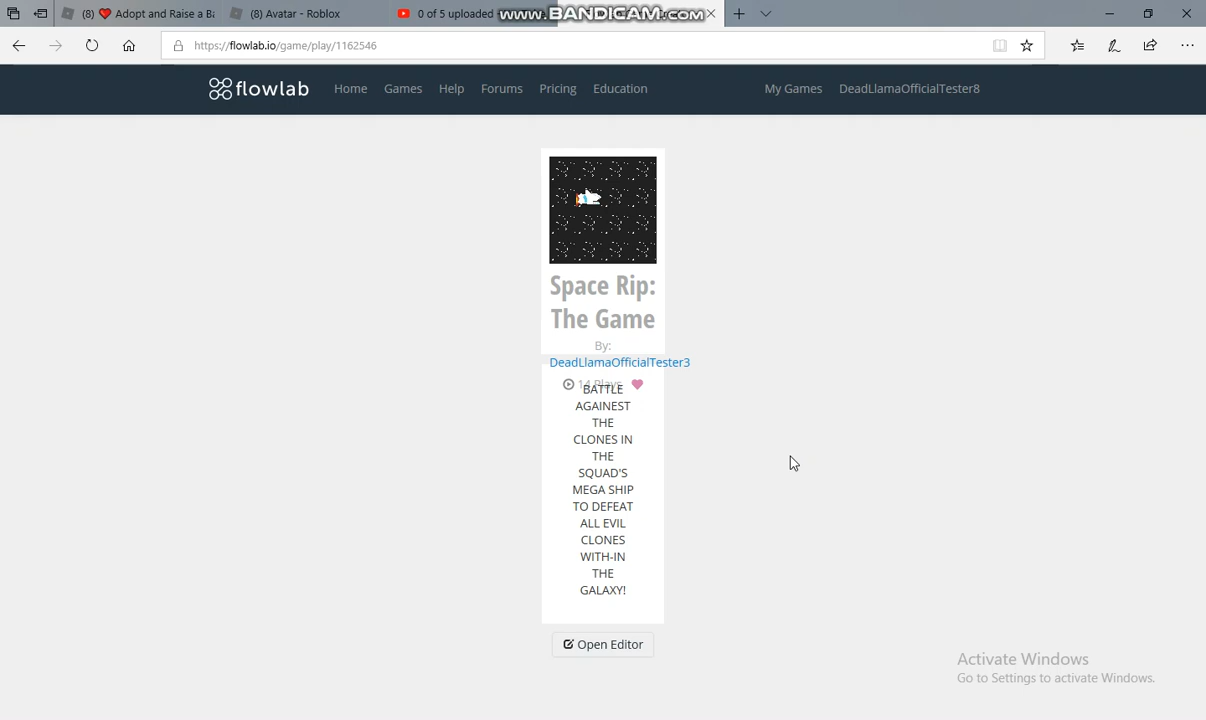 (8) ❤ Adopt and Raise a Ba
(8) Avatar - Roblox
0 of 5 uploaded
www.BANDICAM.com
https://flowlab.io/game/play/1162546
flowlab
Home
Games
Help
Forums
Pricing
Education
My Games
DeadLlamaOfficialTester8
Space Rip:
The Game
By:
DeadLlamaOfficialTester3
14 Plays
BATTLE
AGAINEST
THE
CLONES IN
THE
SQUAD'S
MEGA SHIP
TO DEFEAT
ALL EVIL
CLONES
WITH-IN
THE
GALAXY!
Open Editor
Activate Windows
Go to Settings to activate Windows.